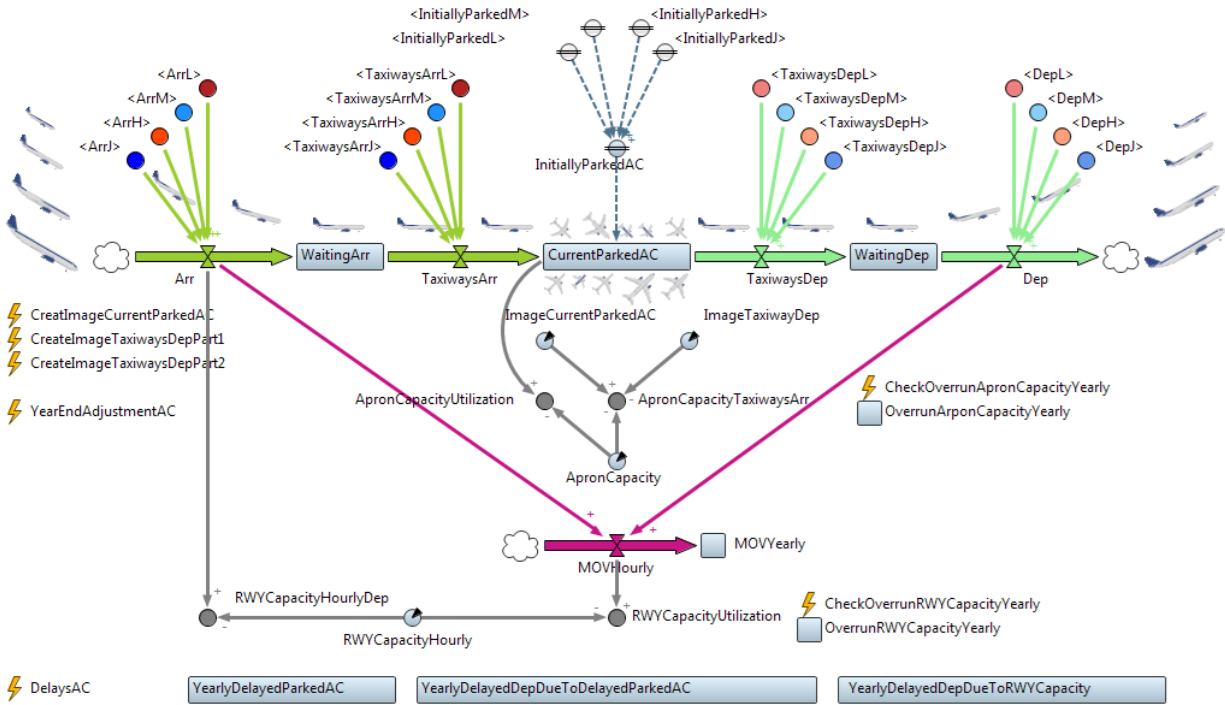 <InitiallyParkedM>
<InitiallyParkedH>
<InitiallyParkedL>
<InitiallyParkedJ>
<ArrL>
<TaxiwaysArrL>
<TaxiwaysDepL>
<DepL>
<ArrM>
<TaxiwaysArrM>
<TaxiwaysDepM>
<DepM>
<ArrH>
<TaxiwaysArrH>
<TaxiwaysDepH>
<DepH>
<ArrJ>
<TaxiwaysArrJ>
<TaxiwaysDepJ>
<DepJ>
InitiallyParkedAC
WaitingArr
CurrentParkedAC
WaitingDep
Arr
TaxiwaysArr
TaxiwaysDep
Dep
CreatImageCurrentParkedAC
ImageCurrentParkedAC
ImageTaxiwayDep
CreateImageTaxiwaysDepPart1
CreateImageTaxiwaysDepPart2
CheckOverrunApronCapacityYearly
YearEndAdjustmentAC
ApronCapacityUtilization
ApronCapacityTaxiwaysArr
OverrunArponCapacityYearly
ApronCapacity
MOVYearly
MOVHourly
RWYCapacityHourlyDep
CheckOverrunRWYCapacityYearly
RWYCapacityUtilization
OverrunRWYCapacityYearly
RWYCapacityHourly
DelaysAC
YearlyDelayedParkedAC
YearlyDelayedDepDueToDelayedParkedAC
YearlyDelayedDepDueToRWYCapacity